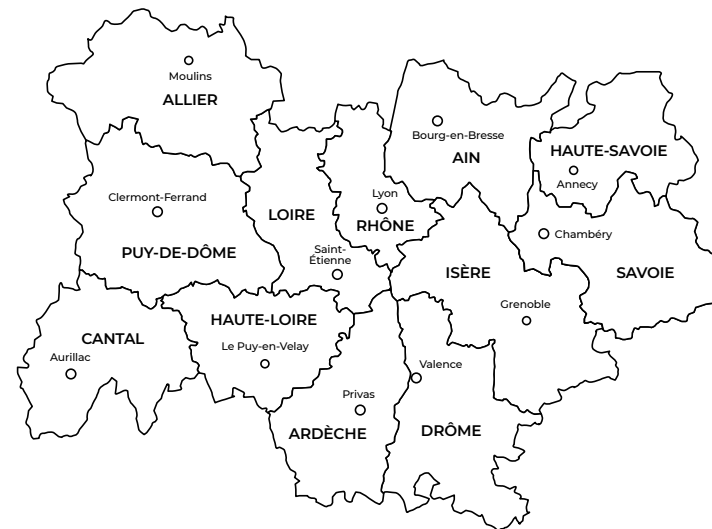 Moulins
ALLIER
Bourg-en-Bresse
AIN
HAUTE-SAVOIE
Annecy
Clermont-Ferrand
PUY-DE-DÔME
LOIRE
Saint-
Étienne
Lyon
RHÔNE
Chambéry
SAVOIE
ISÈRE
Grenoble
CANTAL
Aurillac
HAUTE-LOIRE
Le Puy-en-Velay
Privas
ARDÈCHE
Valence
DRÔME